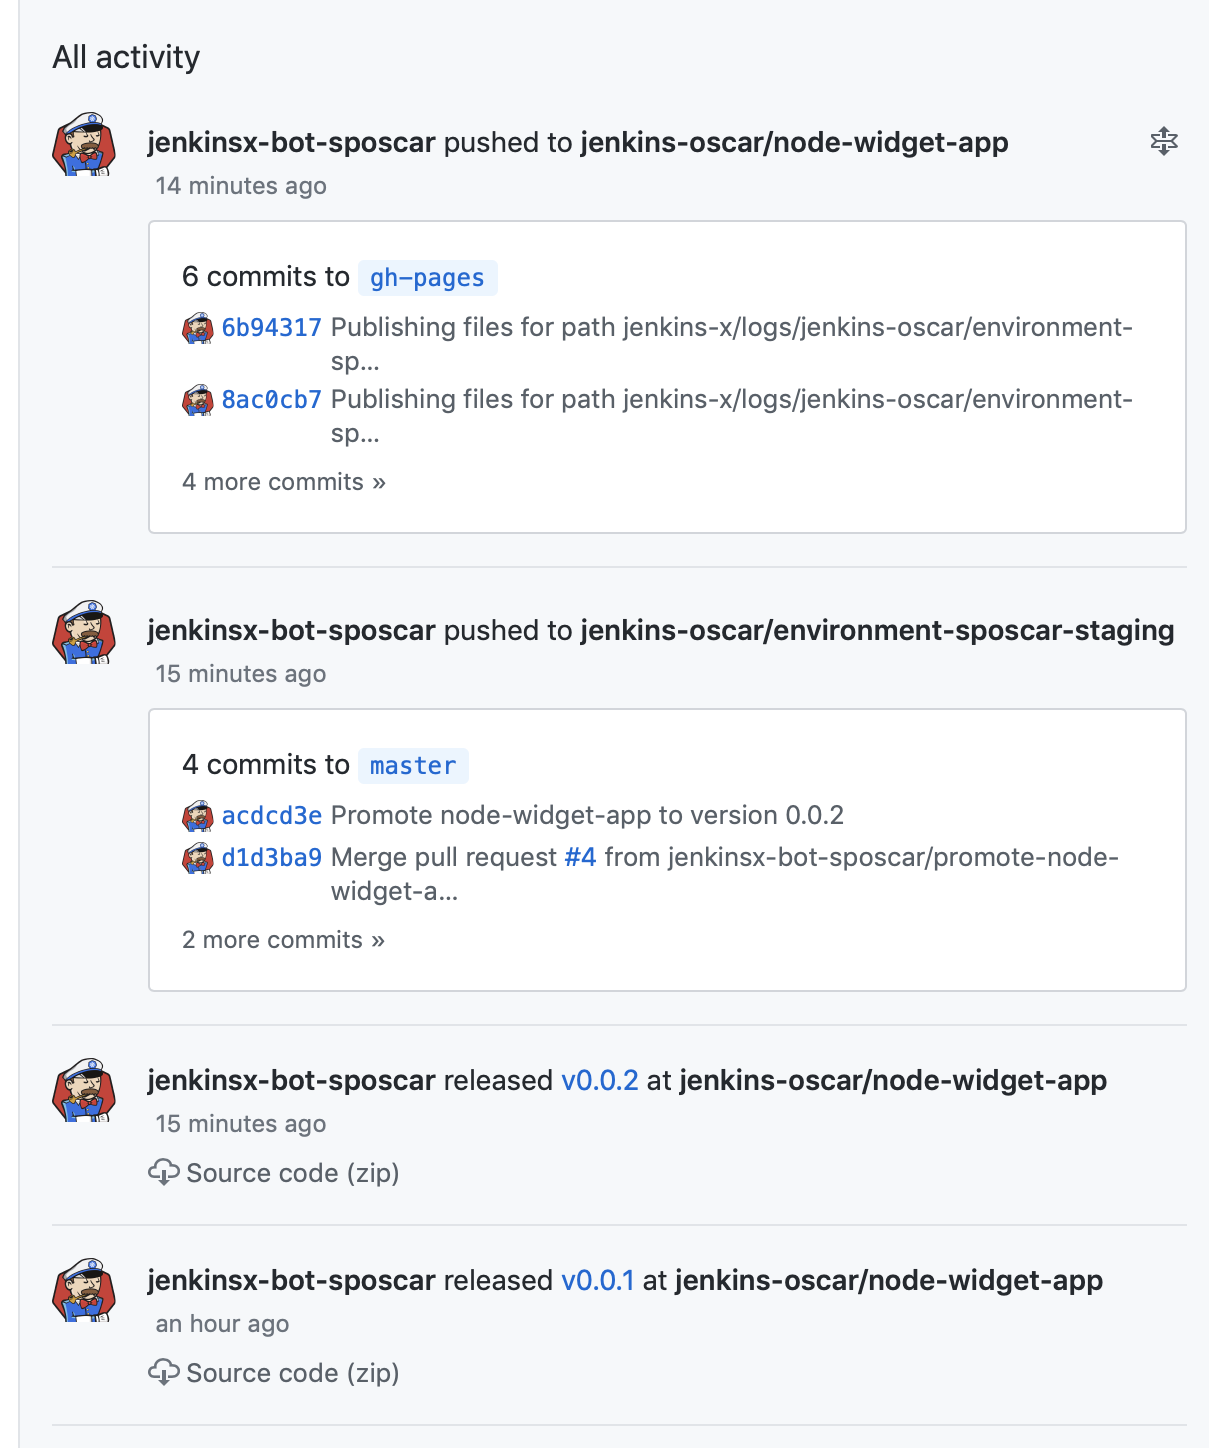 All activity
jenkinsx-bot-sposcar pushed to jenkins-oscar/node-widget-app
14 minutes ago
6 commits to gh-pages
6b94317 Publishing files for path jenkins-x/logs/jenkins-oscar/environment-
sp...
8ac0cb7 Publishing files for path jenkins-x/logs/jenkins-oscar/environment-
sp...
4 more commits »
jenkinsx-bot-sposcar pushed to jenkins-oscar/environment-sposcar-staging
15 minutes ago
4 commits to master
acdcd3e Promote node-widget-app to version 0.0.2
d1d3ba9 Merge pull request #4 from jenkinsx-bot-sposcar/promote-node-
widget-a...
2 more commits »
jenkinsx-bot-sposcar released v0.0.2 at jenkins-oscar/node-widget-app
15 minutes ago
Source code (zip)
jenkinsx-bot-sposcar released v0.0.1 at jenkins-oscar/node-widget-app
an hour ago
Source code (zip)